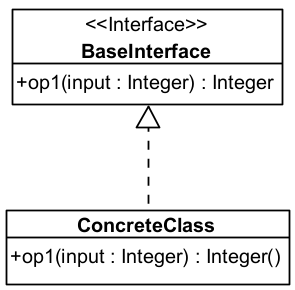 <<Interface>>
BaseInterface
+op1(input : Integer) : Integer
ConcreteClass
+op1(input : Integer) : Integer()